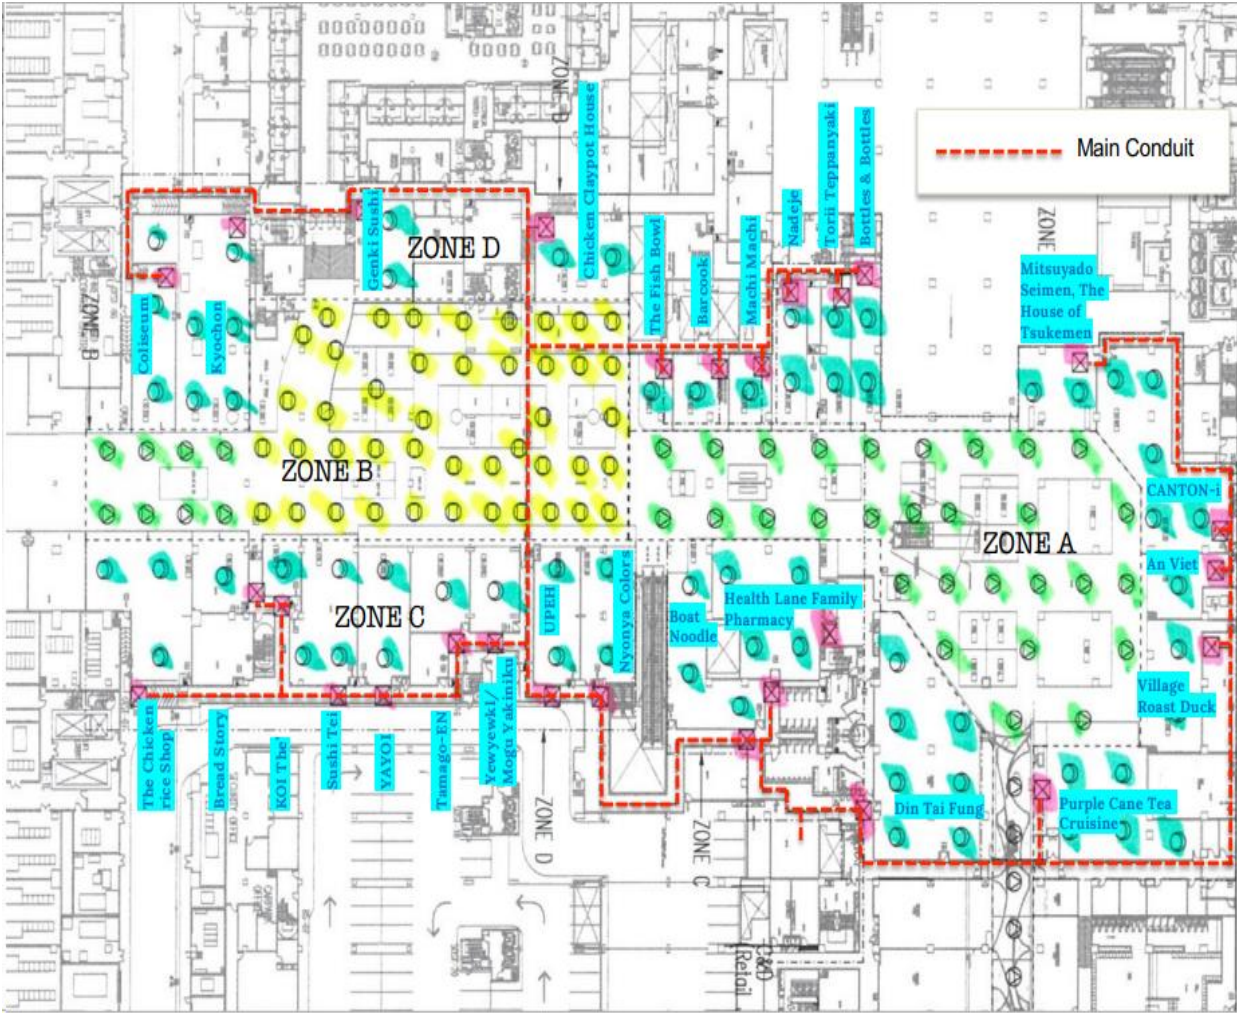 Main Conduit
ZONE B
Chicken Claypot House
Torii Teppanyaki
Bottles & Bottles
Nadeje
Genki Sushi
ZONE D
The Fish Bowl
Barcook
Machi Machi
ZONE
Mitsuyado
Seimen, The
House of
Tsukemen
ZONE B
Coliseum
Kyochon
ZONE B
CANTON-i
ZONE A
An Viet
ZONE C
UPEH
Nyonya Colors
Boat
Noodle
Health Lane Family
Pharmacy
Village
Roast Duck
The Chicken
rice Shop
Bread Story
KOI The'
Sushi Tei
YAYOI
Tamago-EN
Yewyewki/
Mogu Yakiniku
Din Tai Fung
Purple Cane Tea
Cruisine
ZONE D
ZONE C
C&D
(Retail